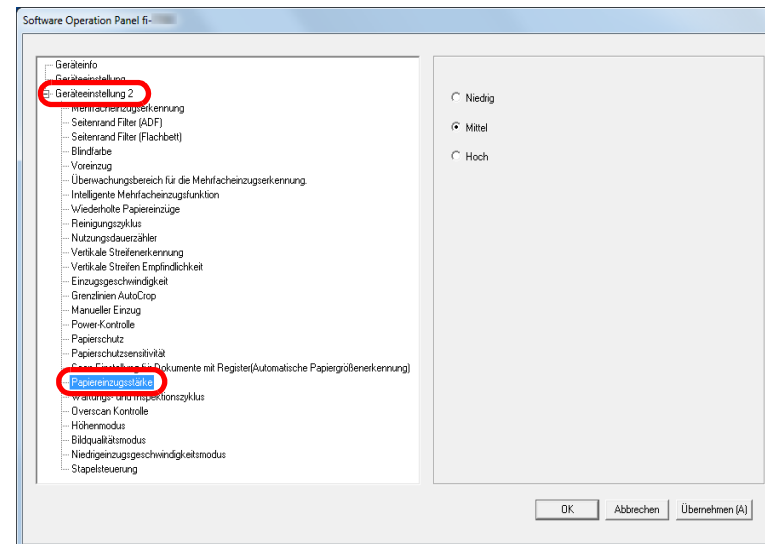 Software Operation Panel fi-
Geräteinfo
Geräteeinstellung
Geräteeinstellung 2
Mehrfacheinzugserkennung
Seitenrand Filter (ADF)
Seitenrand Filter (Flachbett)
Blindfarbe
Voreinzug
Überwachungsbereich für die Mehrfacheinzugserkennung.
Intelligente Mehrfacheinzugsfunktion
Wiederholte Papiereinzüge
Reinigungszyklus
Nutzungsdauerzähler
Vertikale Streifenerkennung
Vertikale Streifen Empfindlichkeit
Einzugsgeschwindigkeit
Grenzlinien AutoCrop
Manueller Einzug
Power-Kontrolle
Papierschutz
Papierschutzsensitivität
Scan-Einstellung für Dokumente mit Register(Automatische Papiergrößenerkennung)
Papiereinzugsstärke
Wartungs- und Inspektionszyklus
Overscan Kontrolle
Höhenmodus
Bildqualitätsmodus
Niedrigeinzugsgeschwindigkeitsmodus
Stapelsteuerung
Niedrig
Mittel
Hoch
OK
Abbrechen
Übernehmen (A)